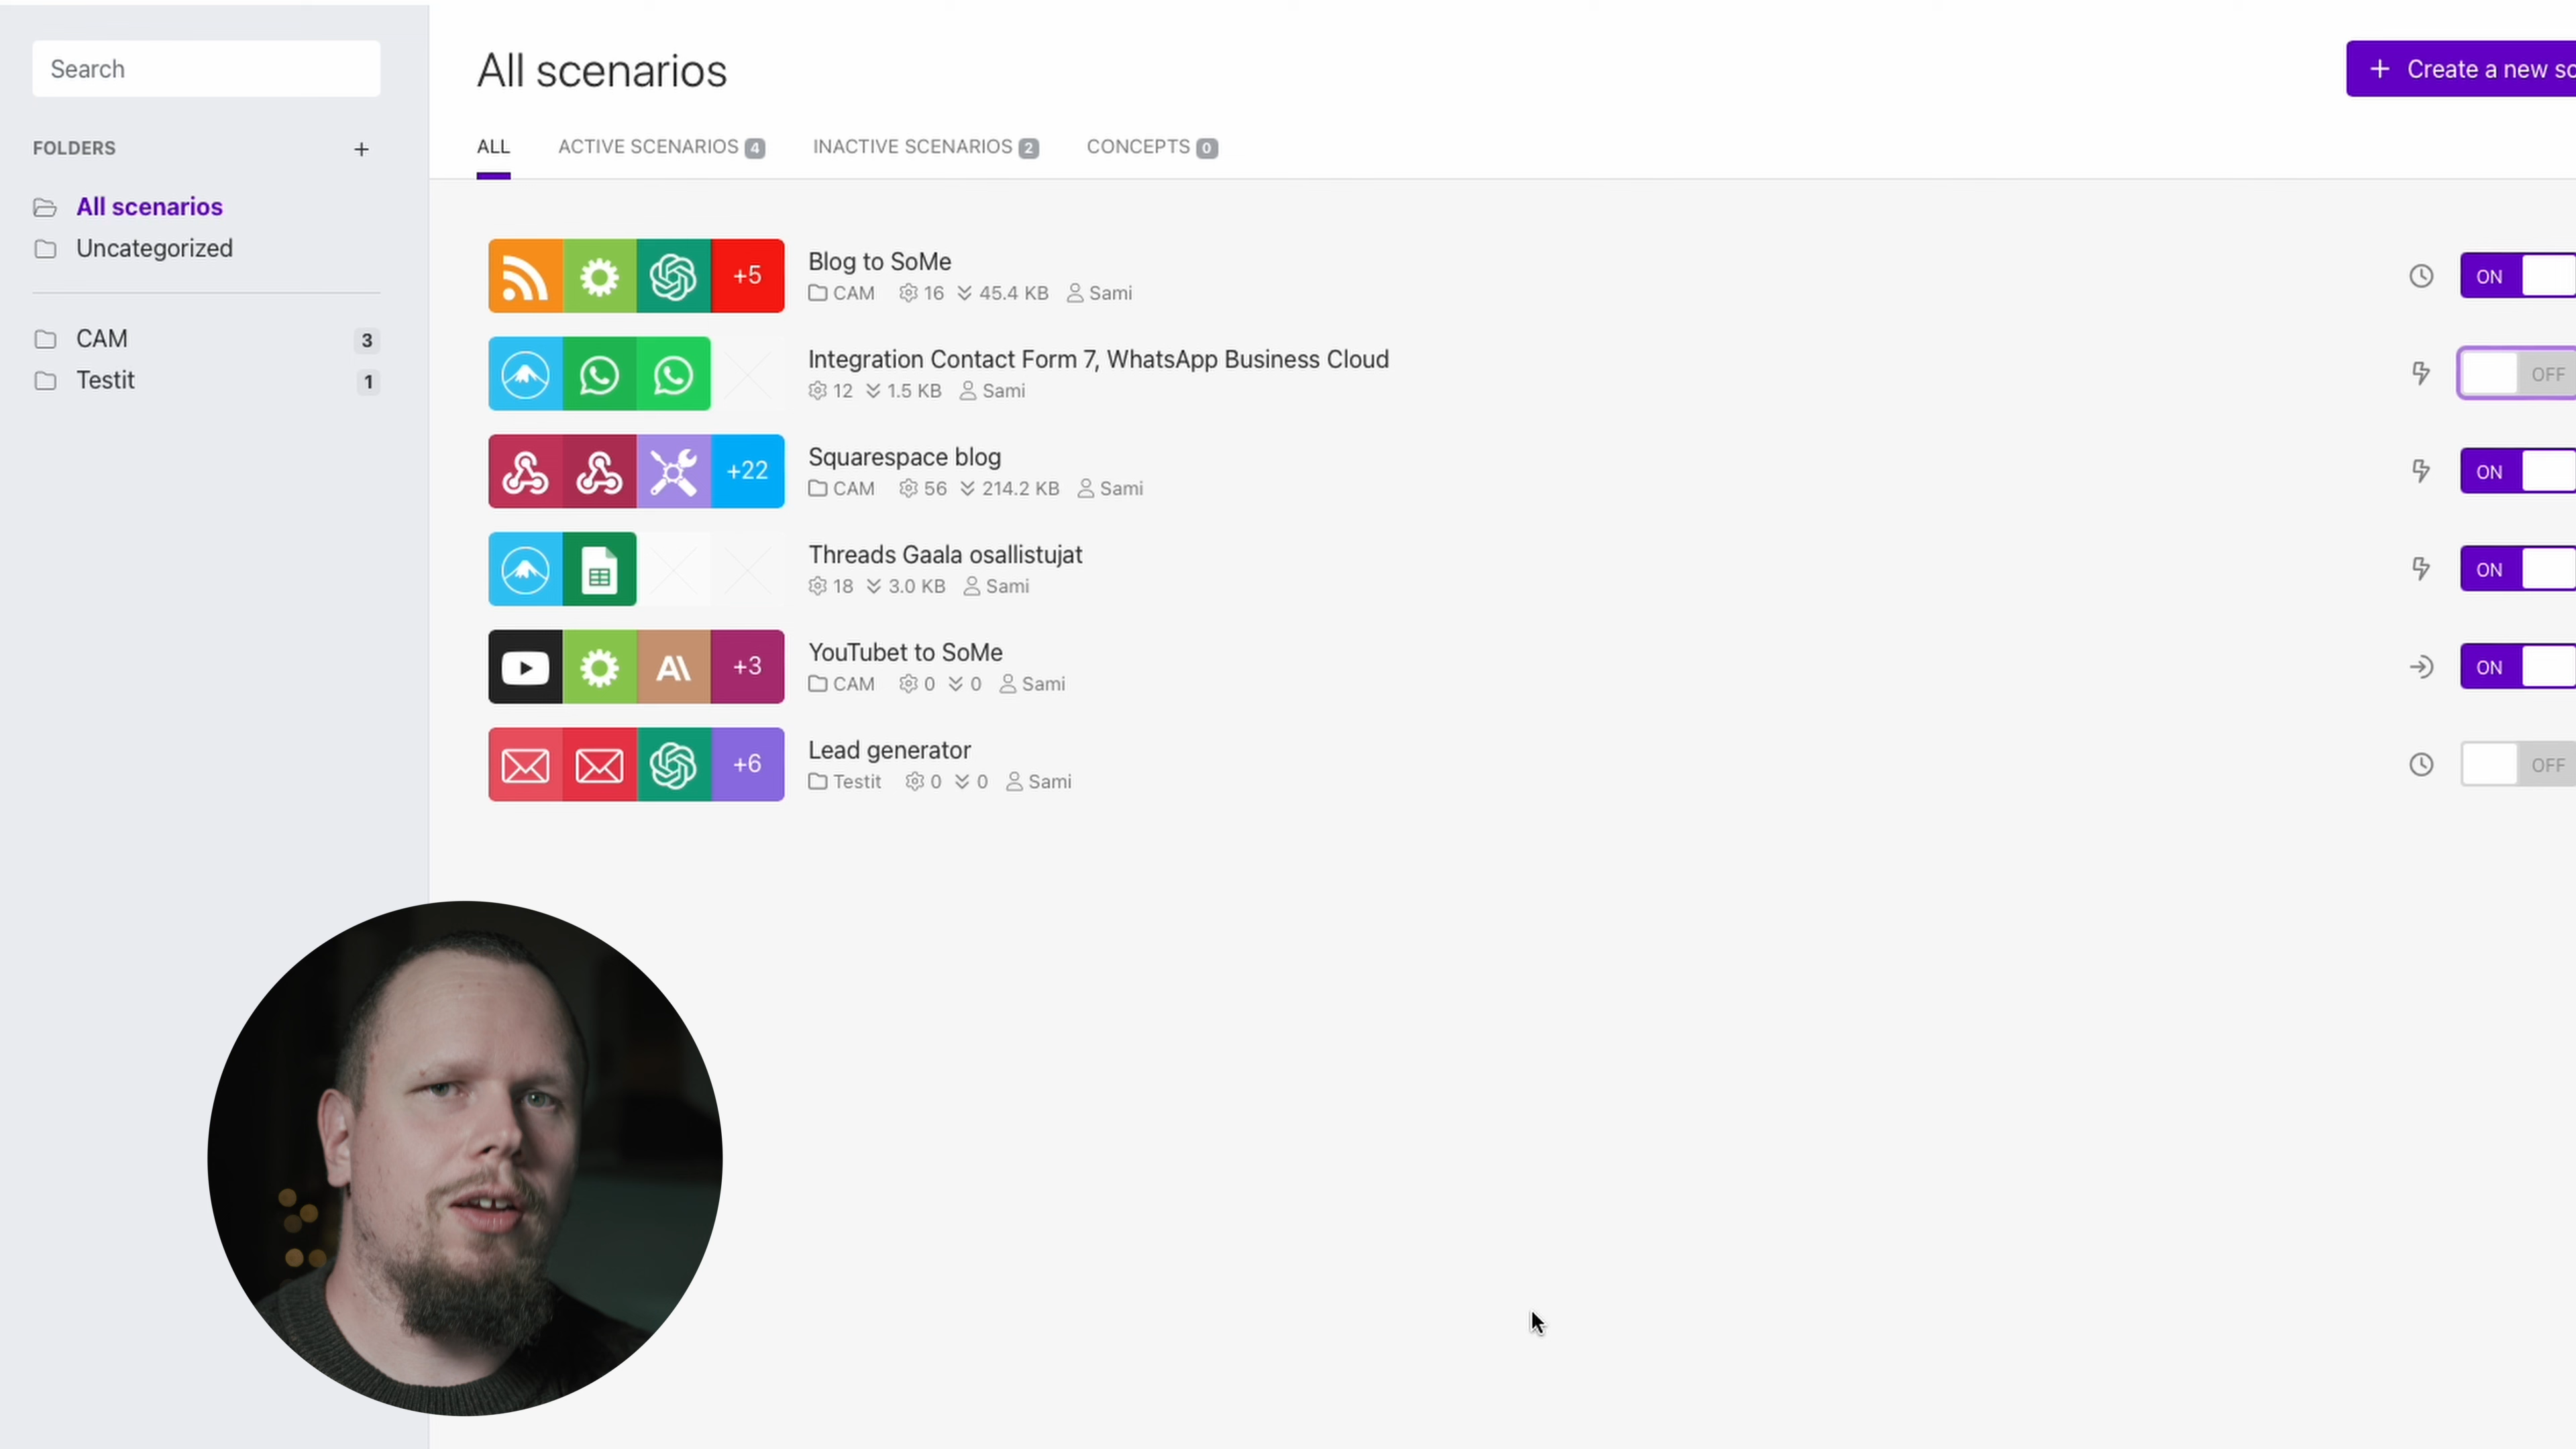 Search
FOLDERS
All scenarios
Uncategorized
CAM 3
Testit 1
All scenarios
+ Create a new sc
ALL ACTIVE SCENARIOS 4 INACTIVE SCENARIOS 2 CONCEPTS 0
+5 Blog to SoMe ON
CAM 16 45.4 KB Sami
Integration Contact Form 7, WhatsApp Business Cloud OFF
12 1.5 KB Sami
+22 Squarespace blog ON
CAM 56 214.2 KB Sami
Threads Gaala osallistujat ON
18 3.0 KB Sami
+3 YouTubet to SoMe ON
CAM 0 0 Sami
+6 Lead generator OFF
Testit 0 0 Sami